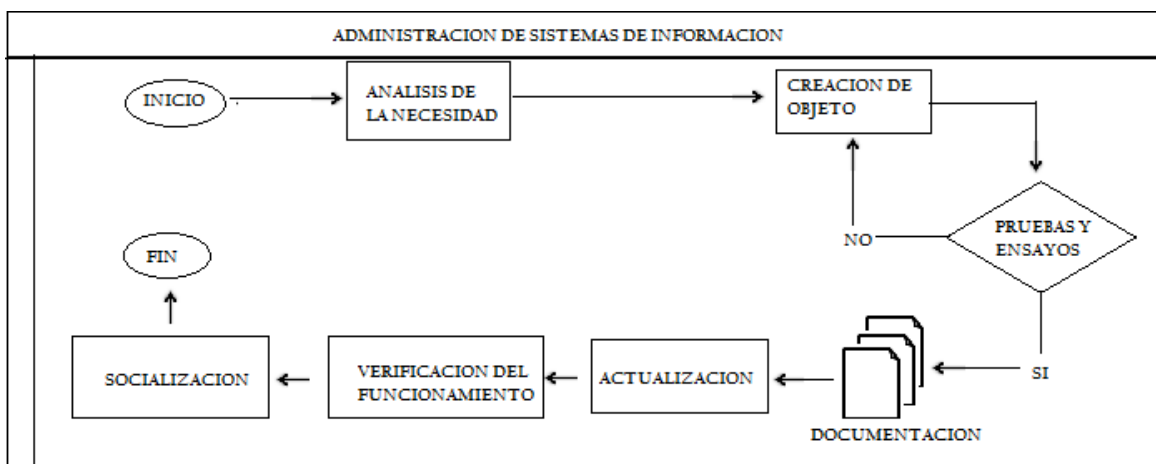 ADMINISTRACION DE SISTEMAS DE INFORMACION
INICIO
ANALISIS DE
LA NECESIDAD
CREACION DE
OBJETO
PRUEBAS Y
ENSAYOS
NO
SI
DOCUMENTACION
ACTUALIZACION
VERIFICACION DEL
FUNCIONAMIENTO
SOCIALIZACION
FIN